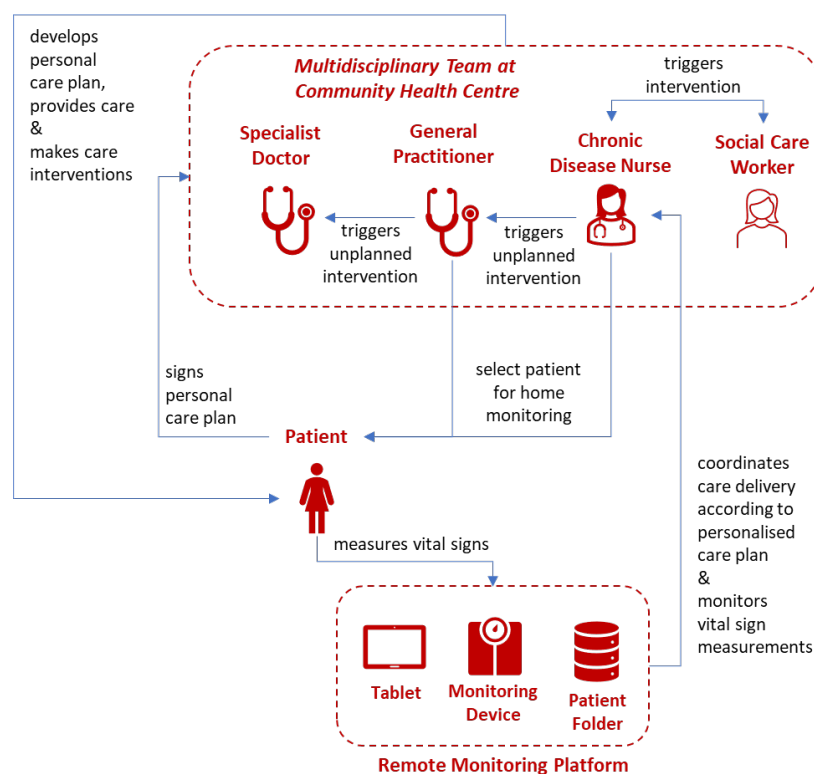 develops
personal
care plan,
provides care
&
makes care
interventions
Multidisciplinary Team at
Community Health Centre
triggers
intervention
Specialist
Doctor
General
Practitioner
Chronic
Disease Nurse
Social Care
Worker
triggers
unplanned
intervention
triggers
unplanned
intervention
signs
personal
care plan
select patient
for home
monitoring
Patient
coordinates
care delivery
according to
personalised
care plan
&
monitors
vital sign
measurements
measures vital signs
Tablet
Monitoring
Device
Patient
Folder
Remote Monitoring Platform